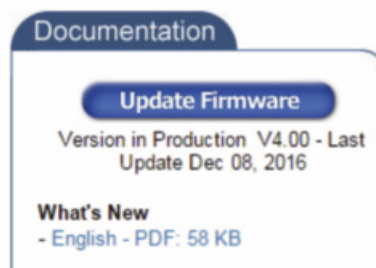 Documentation
Update Firmware
Version in Production V4.00 - Last
Update Dec 08, 2016
What's New
- English - PDF: 58 KB